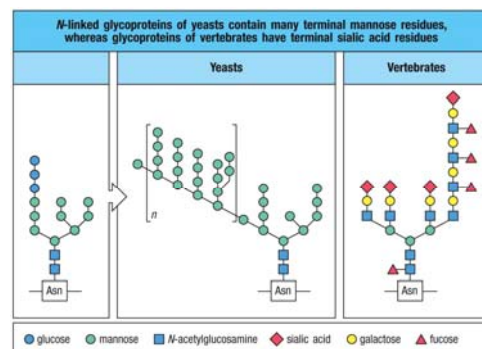 N-linked glycoproteins of yeasts contain many terminal mannose residues,
whereas glycoproteins of vertebrates have terminal sialic acid residues
Yeasts
Vertebrates
n
Asn
Asn
Asn
glucose
mannose
N-acetylglucosamine
sialic acid
galactose
fucose